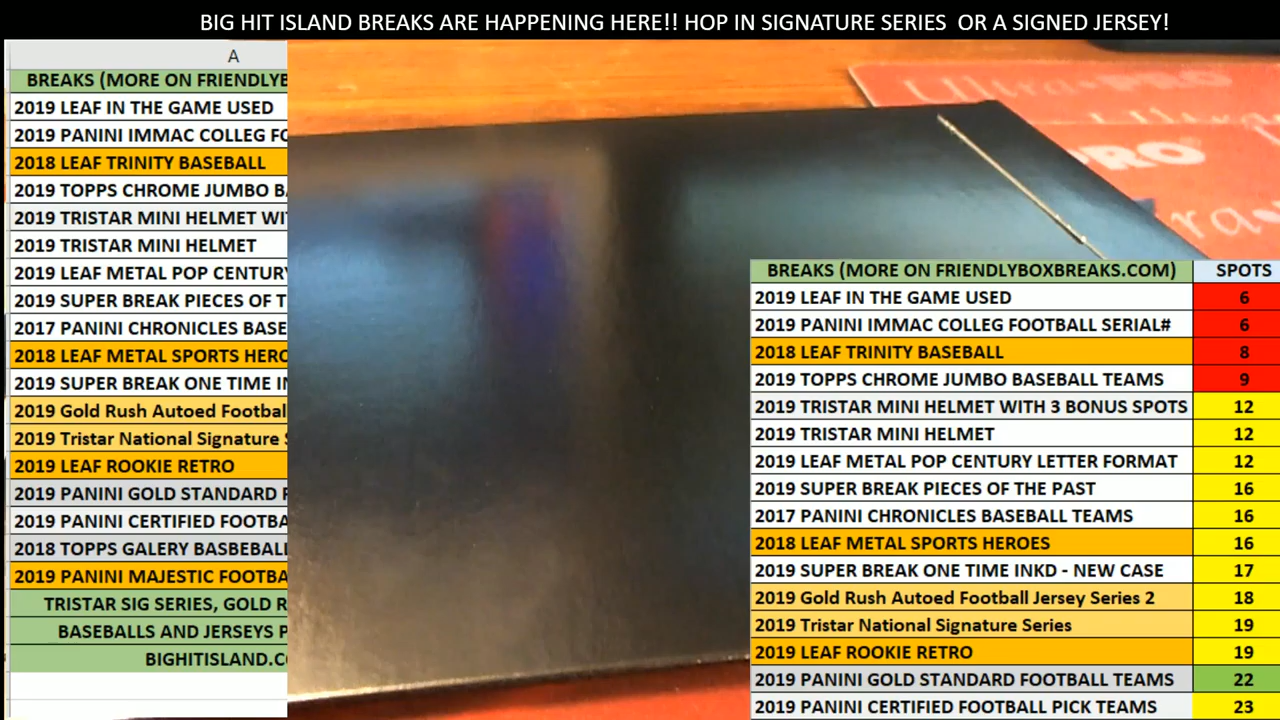 BIG HIT ISLAND BREAKS ARE HAPPENING HERE!! HOP IN SIGNATURE SERIES OR A SIGNED JERSEY!
A
BREAKS (MORE ON FRIENDLYB
2019 LEAF IN THE GAME USED
2019 PANINI IMMAC COLLEG FO
2018 LEAF TRINITY BASEBALL
2019 TOPPS CHROME JUMBO BA
2019 TRISTAR MINI HELMET WIT
2019 TRISTAR MINI HELMET
2019 LEAF METAL POP CENTURY
2019 SUPER BREAK PIECES OF T
2017 PANINI CHRONICLES BASE
2018 LEAF METAL SPORTS HERO
2019 SUPER BREAK ONE TIME IN
2019 Gold Rush Autoed Football
2019 Tristar National Signature S
2019 LEAF ROOKIE RETRO
2019 PANINI GOLD STANDARD F
2019 PANINI CERTIFIED FOOTBA
2018 TOPPS GALERY BASBEBALL
2019 PANINI MAJESTIC FOOTBA
TRISTAR SIG SERIES, GOLD R
BASEBALLS AND JERSEYS P
BIGHITISLAND.CO
Ultra PRO
PRO
BREAKS (MORE ON FRIENDLYBOXBREAKS.COM) SPOTS
2019 LEAF IN THE GAME USED 6
2019 PANINI IMMAC COLLEG FOOTBALL SERIAL# 6
2018 LEAF TRINITY BASEBALL 8
2019 TOPPS CHROME JUMBO BASEBALL TEAMS 9
2019 TRISTAR MINI HELMET WITH 3 BONUS SPOTS 12
2019 TRISTAR MINI HELMET 12
2019 LEAF METAL POP CENTURY LETTER FORMAT 12
2019 SUPER BREAK PIECES OF THE PAST 16
2017 PANINI CHRONICLES BASEBALL TEAMS 16
2018 LEAF METAL SPORTS HEROES 16
2019 SUPER BREAK ONE TIME INKD - NEW CASE 17
2019 Gold Rush Autoed Football Jersey Series 2 18
2019 Tristar National Signature Series 19
2019 LEAF ROOKIE RETRO 19
2019 PANINI GOLD STANDARD FOOTBALL TEAMS 22
2019 PANINI CERTIFIED FOOTBALL PICK TEAMS 23